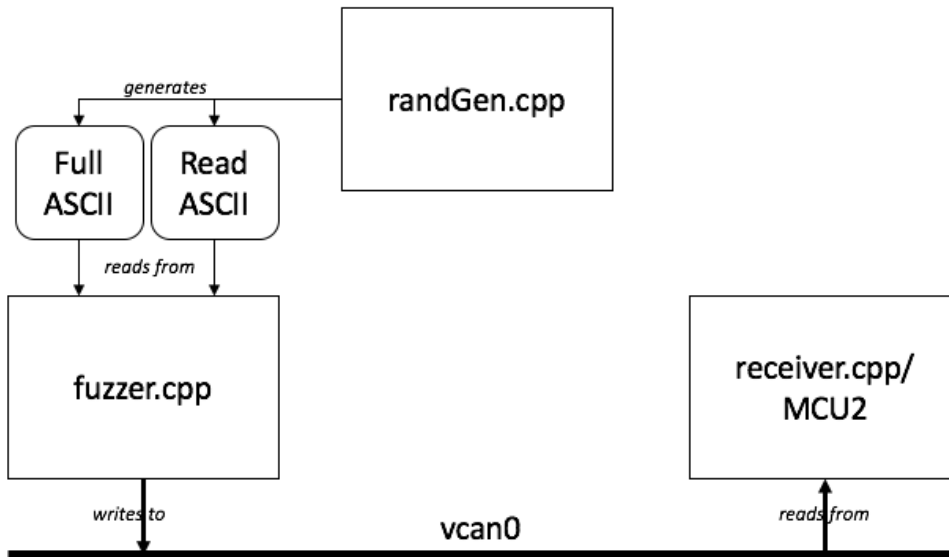 randGen.cpp
generates
Full
ASCII
Read
ASCII
reads from
fuzzer.cpp
receiver.cpp/
MCU2
writes to
vcan0
reads from